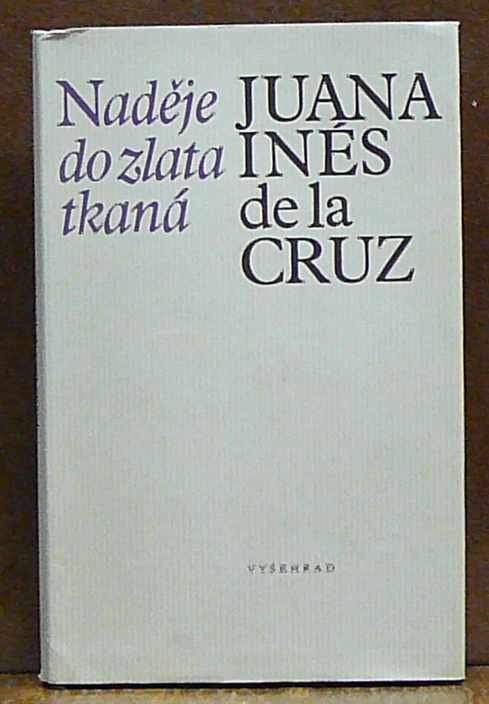 Naděje
do zlata
tkaná
JUANA
INÉS
de la
CRUZ
VYŠEHRAD